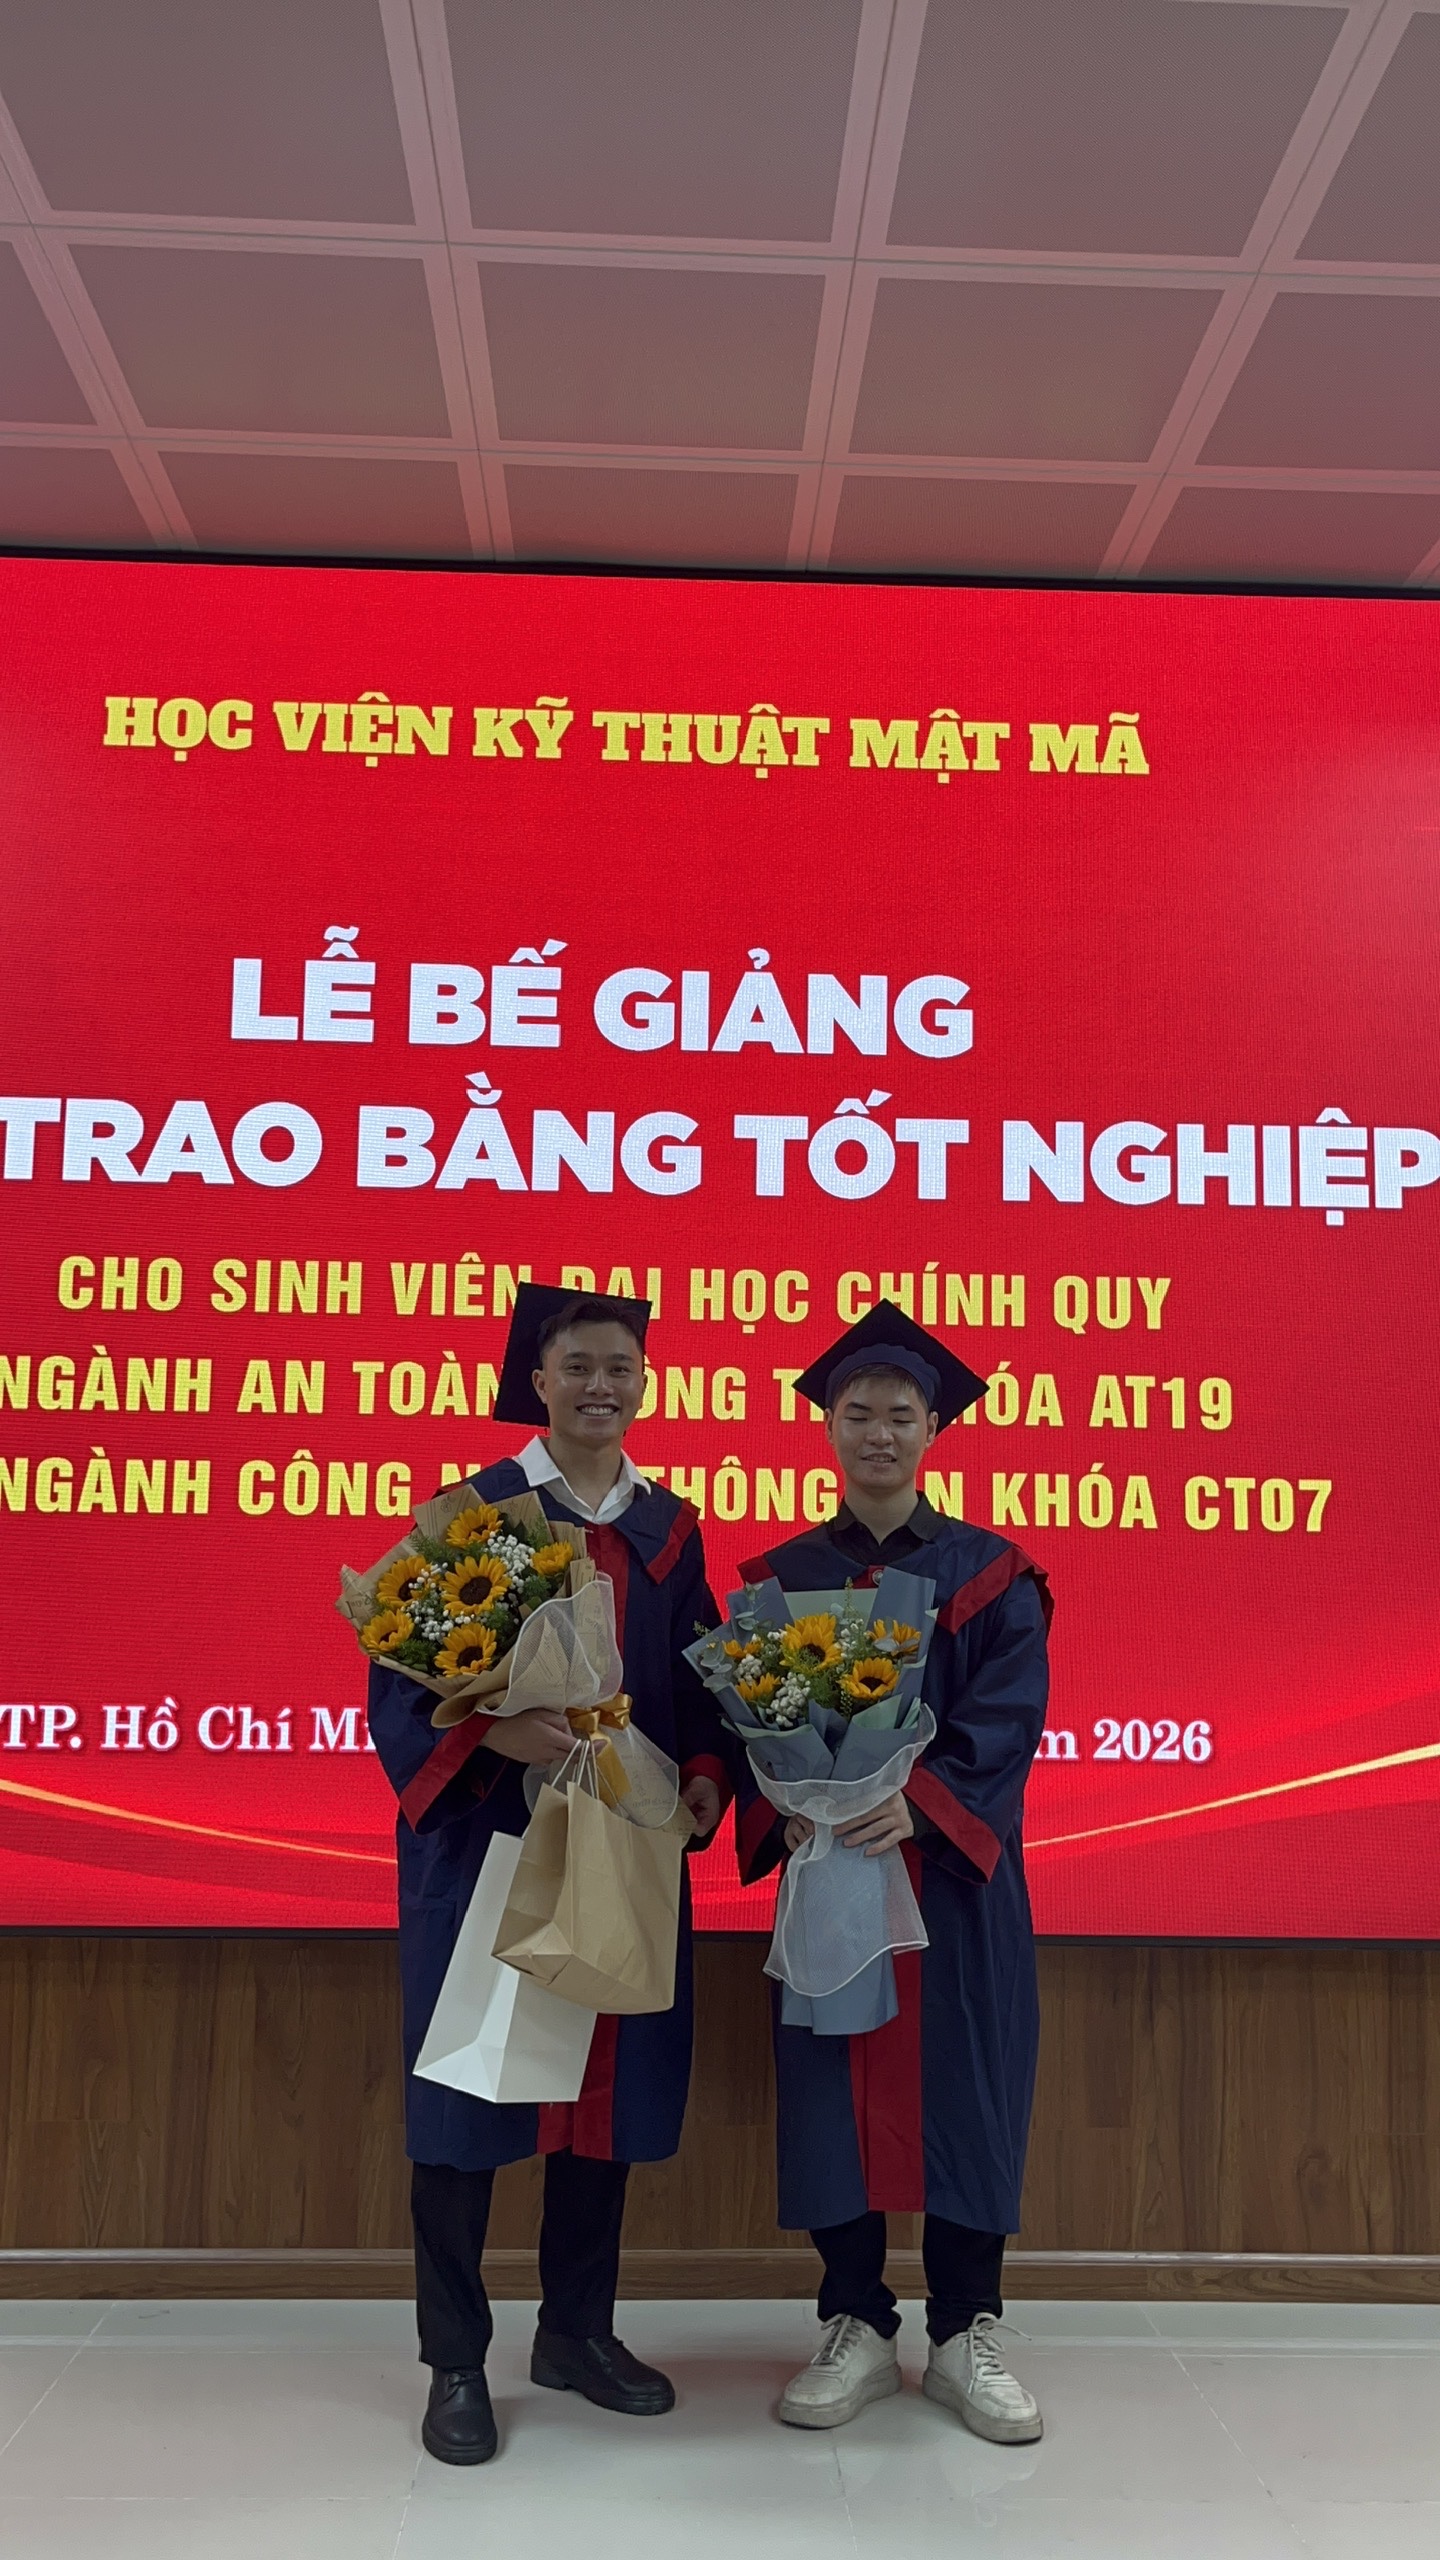 HỌC VIỆN KỸ THUẬT MẬT MÃ
LỄ BẾ GIẢNG
TRAO BẰNG TỐT NGHIỆP
CHO SINH VIÊN ĐẠI HỌC CHÍNH QUY
NGÀNH AN TOÀN KHÓA AT19
NGÀNH CÔNG THÔNG KHÓA CT07
TP. Hồ Chí 2026